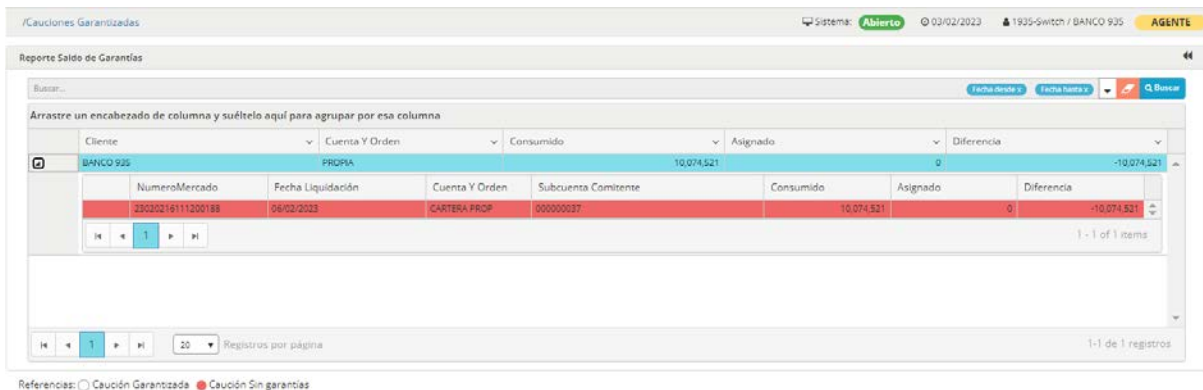 /Cauciones Garantizadas Sistema: Abierto 03/02/2023 1935-Switch / BANCO 935 AGENTE
Reporte Saldo de Garantías
Buscar... Fecha desde x Fecha hasta x Buscar
Arrastre un encabezado de columna y suéltelo aquí para agrupar por esa columna
Cliente Cuenta Y Orden Consumido Asignado Diferencia
BANCO 935 PROPIA 10,074,521 0 -10,074,521
NumeroMercado Fecha Liquidación Cuenta Y Orden Subcuenta Comitente Consumido Asignado Diferencia
23020216111200188 06/02/2023 CARTERA PROP 000000037 10,074,521 0 -10,074,521
1 1 - 1 of 1 items
1 20 Registros por página 1-1 de 1 registros
Referencias: Caución Garantizada Caución Sin garantías